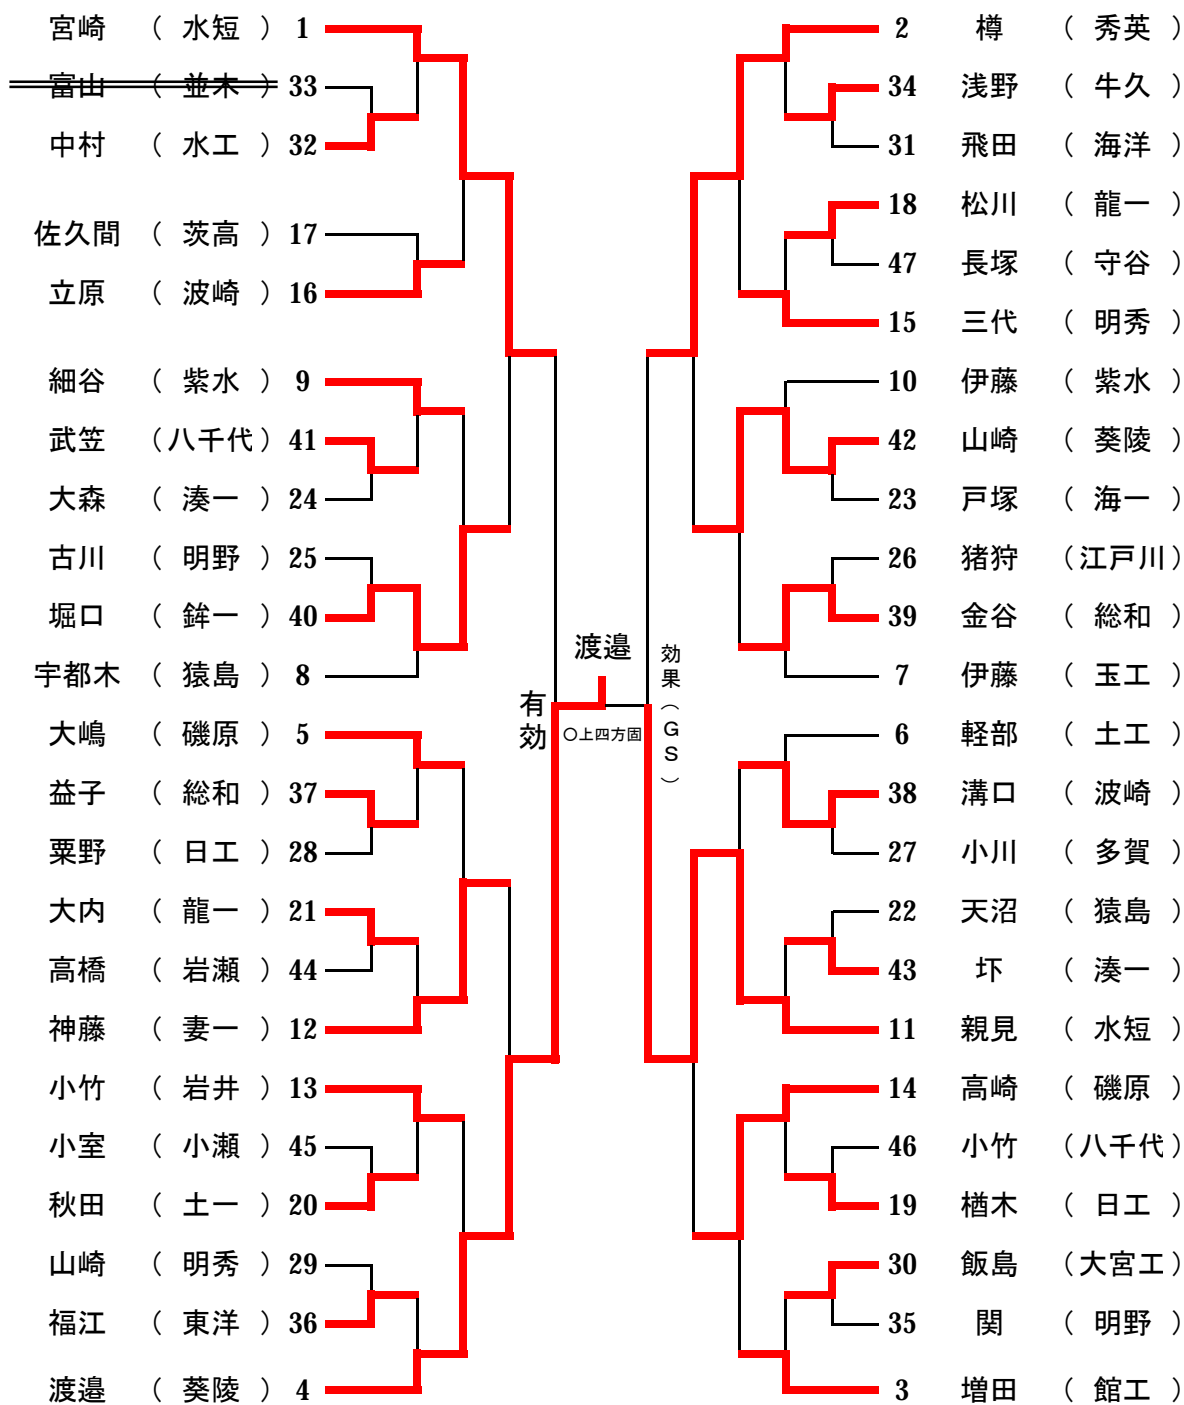 宮崎 ( 水短 ) 1
富山 ( 並木 ) 33
中村 ( 水工 ) 32
佐久間 ( 茨高 ) 17
立原 ( 波崎 ) 16
細谷 ( 紫水 ) 9
武笠 (八千代) 41
大森 ( 湊一 ) 24
古川 ( 明野 ) 25
堀口 ( 鉾一 ) 40
宇都木 ( 猿島 ) 8
大嶋 ( 磯原 ) 5
益子 ( 総和 ) 37
粟野 ( 日工 ) 28
大内 ( 龍一 ) 21
高橋 ( 岩瀬 ) 44
神藤 ( 妻一 ) 12
小竹 ( 岩井 ) 13
小室 ( 小瀬 ) 45
秋田 ( 土一 ) 20
山崎 ( 明秀 ) 29
福江 ( 東洋 ) 36
渡邉 ( 葵陵 ) 4
渡邉
有効
〇上四方固
効果(GS)
2 樽 ( 秀英 )
34 浅野 ( 牛久 )
31 飛田 ( 海洋 )
18 松川 ( 龍一 )
47 長塚 ( 守谷 )
15 三代 ( 明秀 )
10 伊藤 ( 紫水 )
42 山崎 ( 葵陵 )
23 戸塚 ( 海一 )
26 猪狩 (江戸川)
39 金谷 ( 総和 )
7 伊藤 ( 玉工 )
6 軽部 ( 土工 )
38 溝口 ( 波崎 )
27 小川 ( 多賀 )
22 天沼 ( 猿島 )
43 圷 ( 湊一 )
11 親見 ( 水短 )
14 高崎 ( 磯原 )
46 小竹 (八千代)
19 楢木 ( 日工 )
30 飯島 (大宮工)
35 関 ( 明野 )
3 増田 ( 館工 )